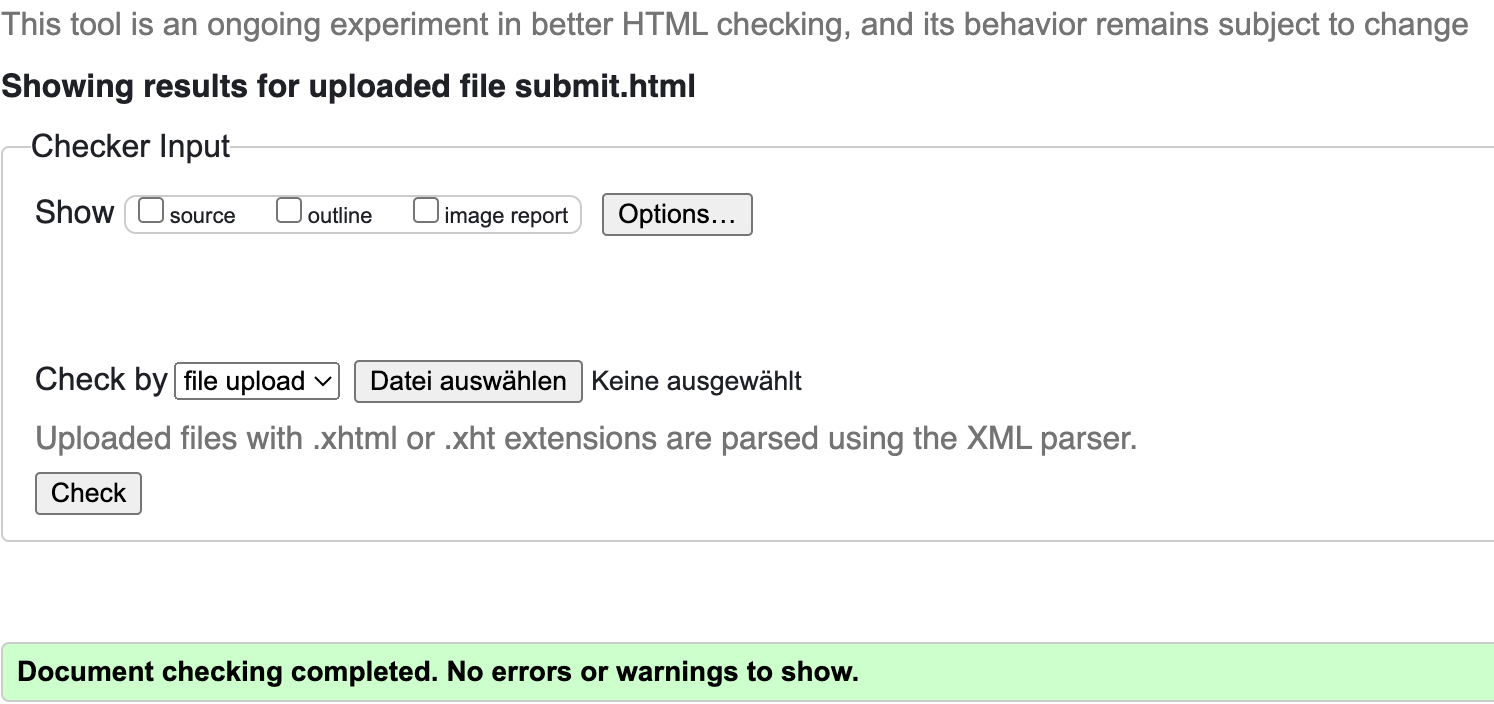 This tool is an ongoing experiment in better HTML checking, and its behavior remains subject to change
Showing results for uploaded file submit.html
Checker Input
Show source outline image report Options…
Check by file upload Datei auswählen Keine ausgewählt
Uploaded files with .xhtml or .xht extensions are parsed using the XML parser.
Check
Document checking completed. No errors or warnings to show.